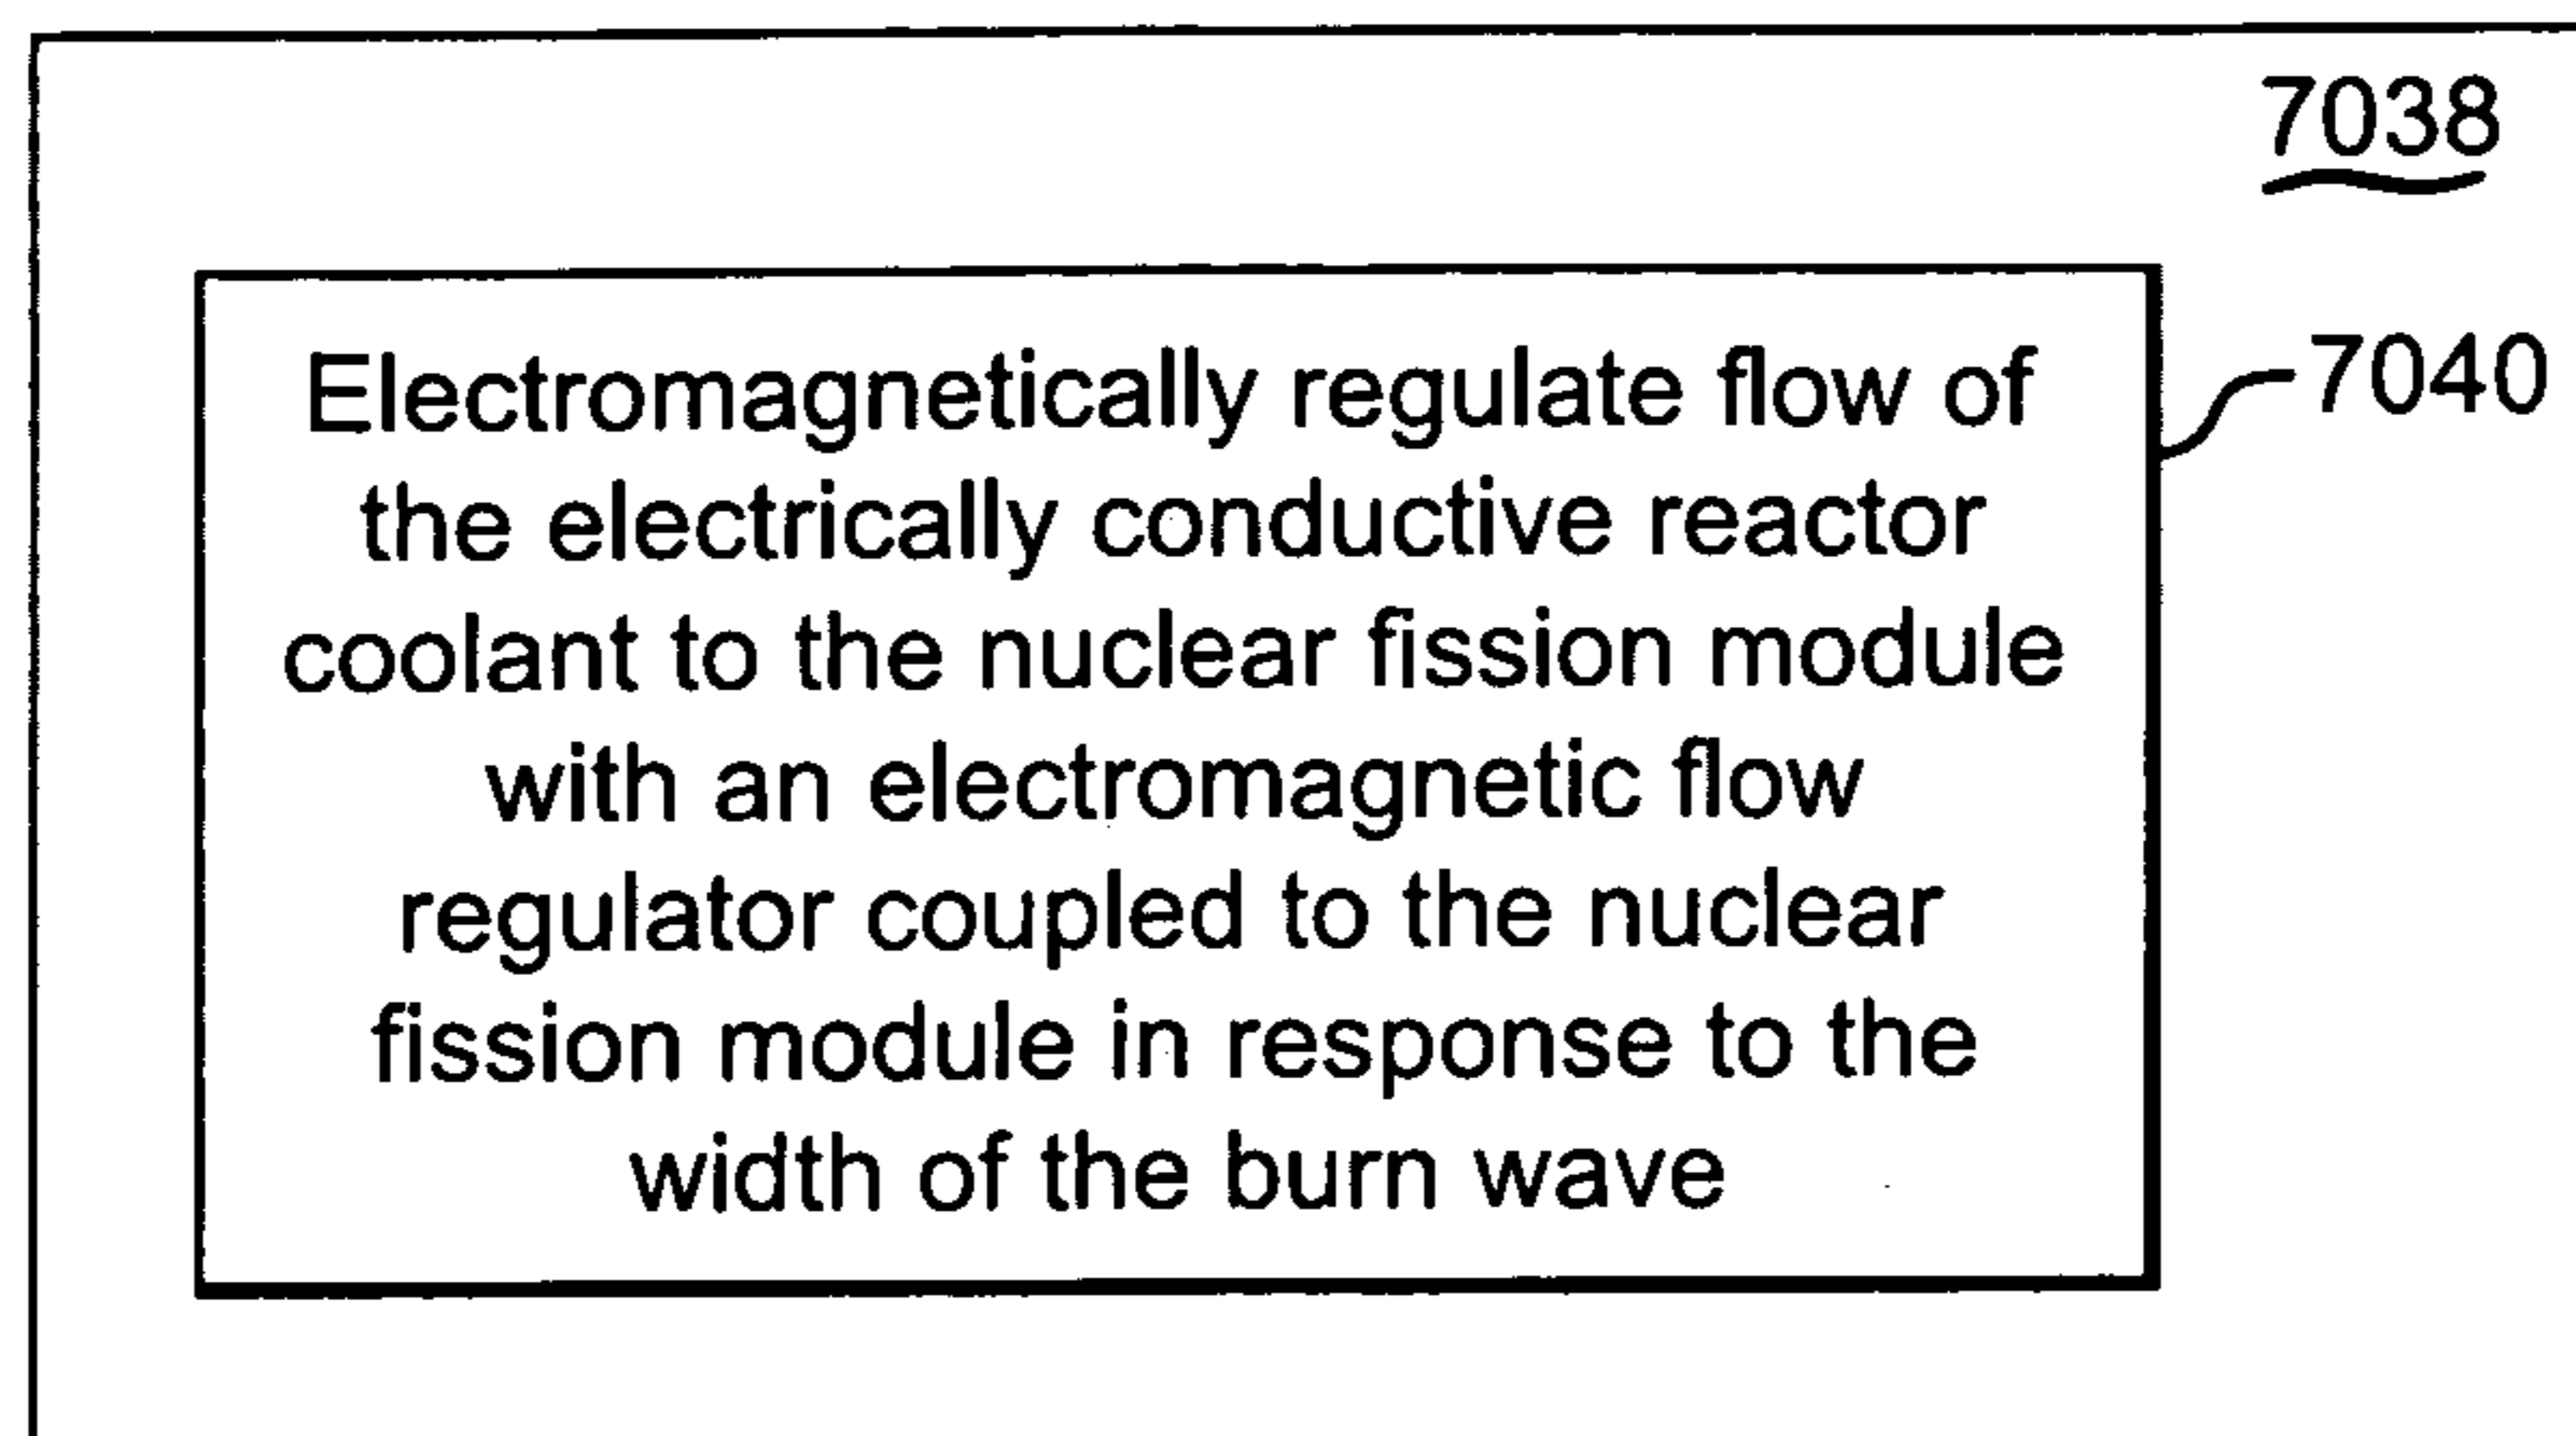 7038
7040
Electromagnetically regulate flow of
the electrically conductive reactor
coolant to the nuclear fission module
with an electromagnetic flow
regulator coupled to the nuclear
fission module in response to the
width of the burn wave